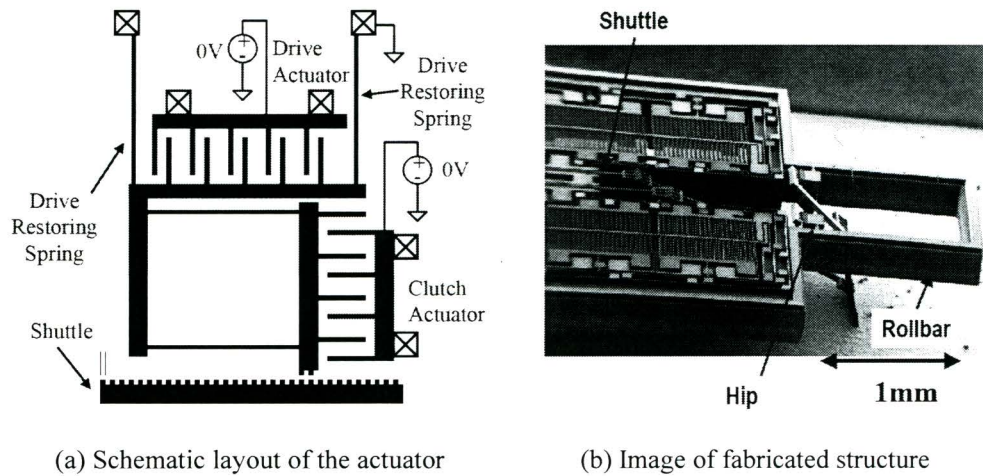 0V
Drive
Actuator
Drive
Restoring
Spring
0V
Drive
Restoring
Spring
Clutch
Actuator
Shuttle
(a) Schematic layout of the actuator
Shuttle
Rollbar
Hip
1mm
(b) Image of fabricated structure